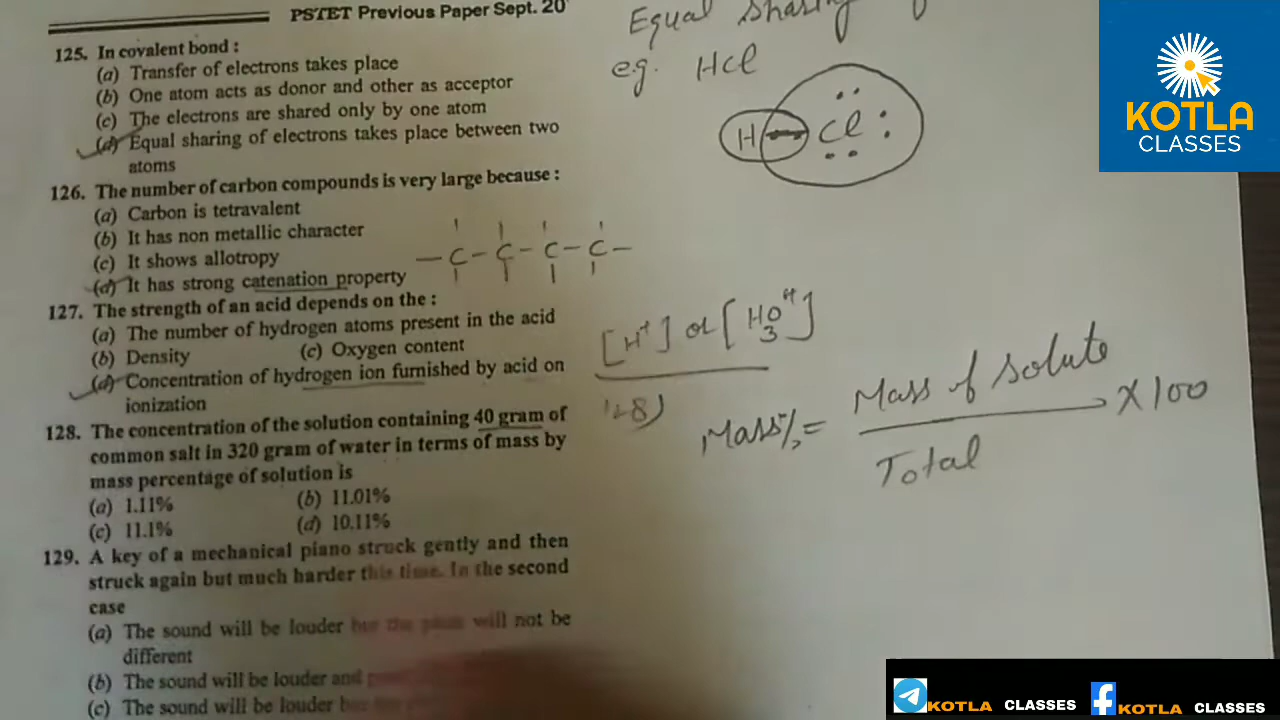 PSTET Previous Paper Sept. 20
Equal Sharing
e.g. HCl
H — Cl
KOTLA
CLASSES
125. In covalent bond :
(a) Transfer of electrons takes place
(b) One atom acts as donor and other as acceptor
(c) The electrons are shared only by one atom
(d) Equal sharing of electrons takes place between two
atoms
126. The number of carbon compounds is very large because :
(a) Carbon is tetravalent
(b) It has non metallic character
(c) It shows allotropy
(d) It has strong catenation property
— C – C – C – C –
127. The strength of an acid depends on the :
(a) The number of hydrogen atoms present in the acid
(b) Density (c) Oxygen content
(d) Concentration of hydrogen ion furnished by acid on
ionization
[H+] or [H3O+]
128. The concentration of the solution containing 40 gram of
common salt in 320 gram of water in terms of mass by
mass percentage of solution is
(a) 1.11% (b) 11.01%
(c) 11.1% (d) 10.11%
128)
Mass% = Mass of Solute × 100
Total
129. A key of a mechanical piano struck gently and then
struck again but much harder this time. In the second
case
(a) The sound will be louder but the will not be
different
(b) The sound will be louder and
(c) The sound will be louder
KOTLA CLASSES
KOTLA CLASSES